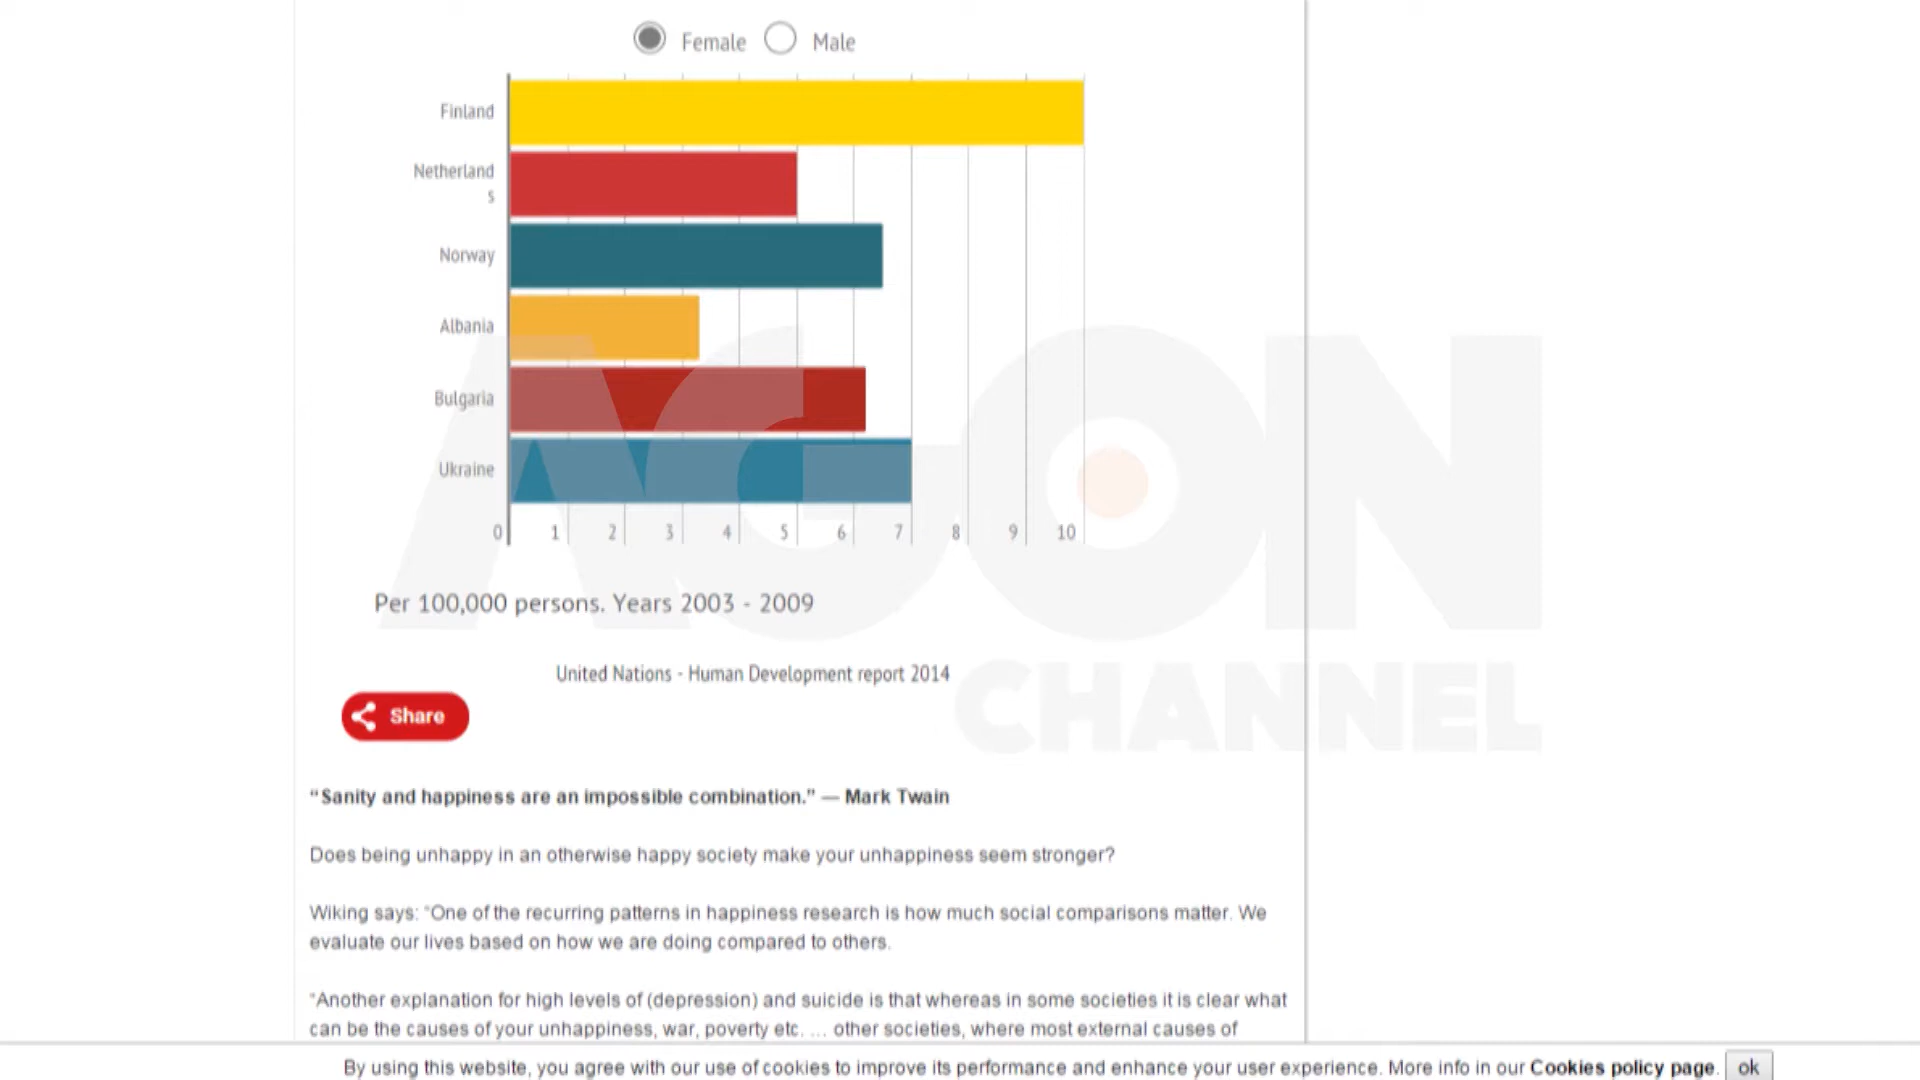 Female Male
Finland
Netherland
s
Norway
Albania
Bulgaria
Ukraine
0 1 2 3 4 5 6 7 8 9 10
Per 100,000 persons. Years 2003 - 2009
United Nations - Human Development report 2014
Share
AGON
CHANNEL
“Sanity and happiness are an impossible combination.” — Mark Twain
Does being unhappy in an otherwise happy society make your unhappiness seem stronger?
Wiking says: “One of the recurring patterns in happiness research is how much social comparisons matter. We
evaluate our lives based on how we are doing compared to others.
“Another explanation for high levels of (depression) and suicide is that whereas in some societies it is clear what
can be the causes of your unhappiness, war, poverty etc. ... other societies, where most external causes of
By using this website, you agree with our use of cookies to improve its performance and enhance your user experience. More info in our Cookies policy page. ok